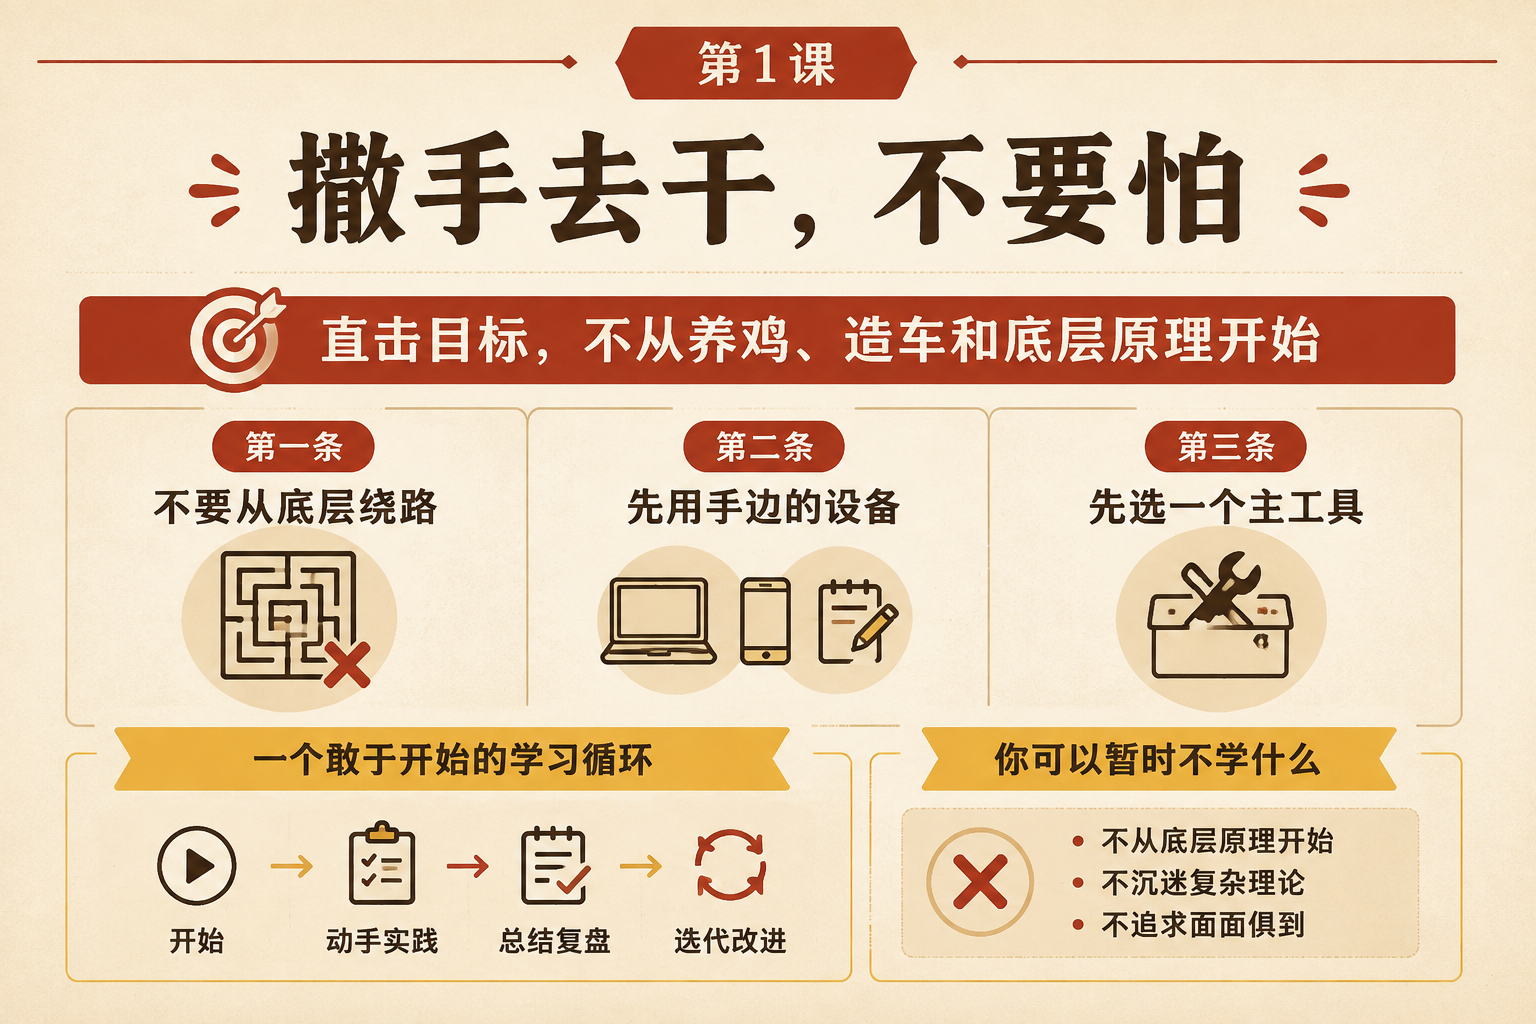 第1课
撒手去干，不要怕
直击目标，不从养鸡、造车和底层原理开始
第一条
不要从底层绕路
第二条
先用手边的设备
第三条
先选一个主工具
一个敢于开始的学习循环
开始
动手实践
总结复盘
迭代改进
你可以暂时不学什么
不从底层原理开始
不沉迷复杂理论
不追求面面俱到